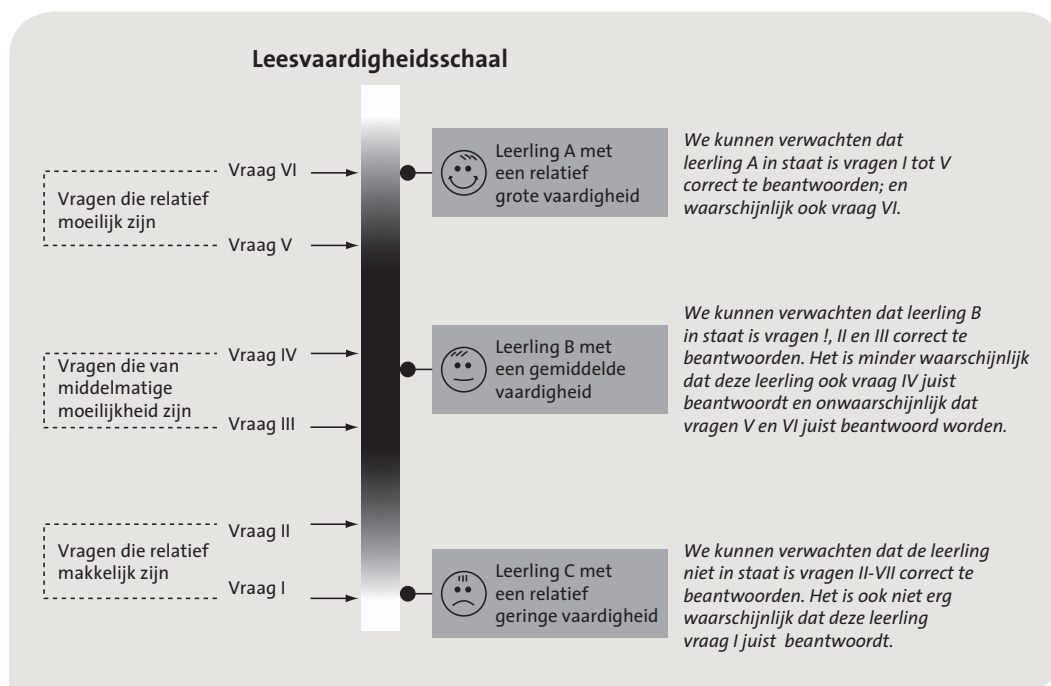 Leesvaardigheidsschaal
Vragen die relatief
moeilijk zijn
Vraag VI
Vraag V
Leerling A met
een relatief
grote vaardigheid
We kunnen verwachten dat
leerling A in staat is vragen I tot V
correct te beantwoorden; en
waarschijnlijk ook vraag VI.
Vragen die van
middelmatige
moeilijkheid zijn
Vraag IV
Vraag III
Leerling B met
een gemiddelde
vaardigheid
We kunnen verwachten dat leerling B
in staat is vragen !, II en III correct te
beantwoorden. Het is minder waarschijnlijk
dat deze leerling ook vraag IV juist
beantwoordt en onwaarschijnlijk dat
vragen V en VI juist beantwoord worden.
Vragen die relatief
makkelijk zijn
Vraag II
Vraag I
Leerling C met
een relatief
geringe vaardigheid
We kunnen verwachten dat de leerling
niet in staat is vragen II-VII correct te
beantwoorden. Het is ook niet erg
waarschijnlijk dat deze leerling
vraag I juist beantwoordt.